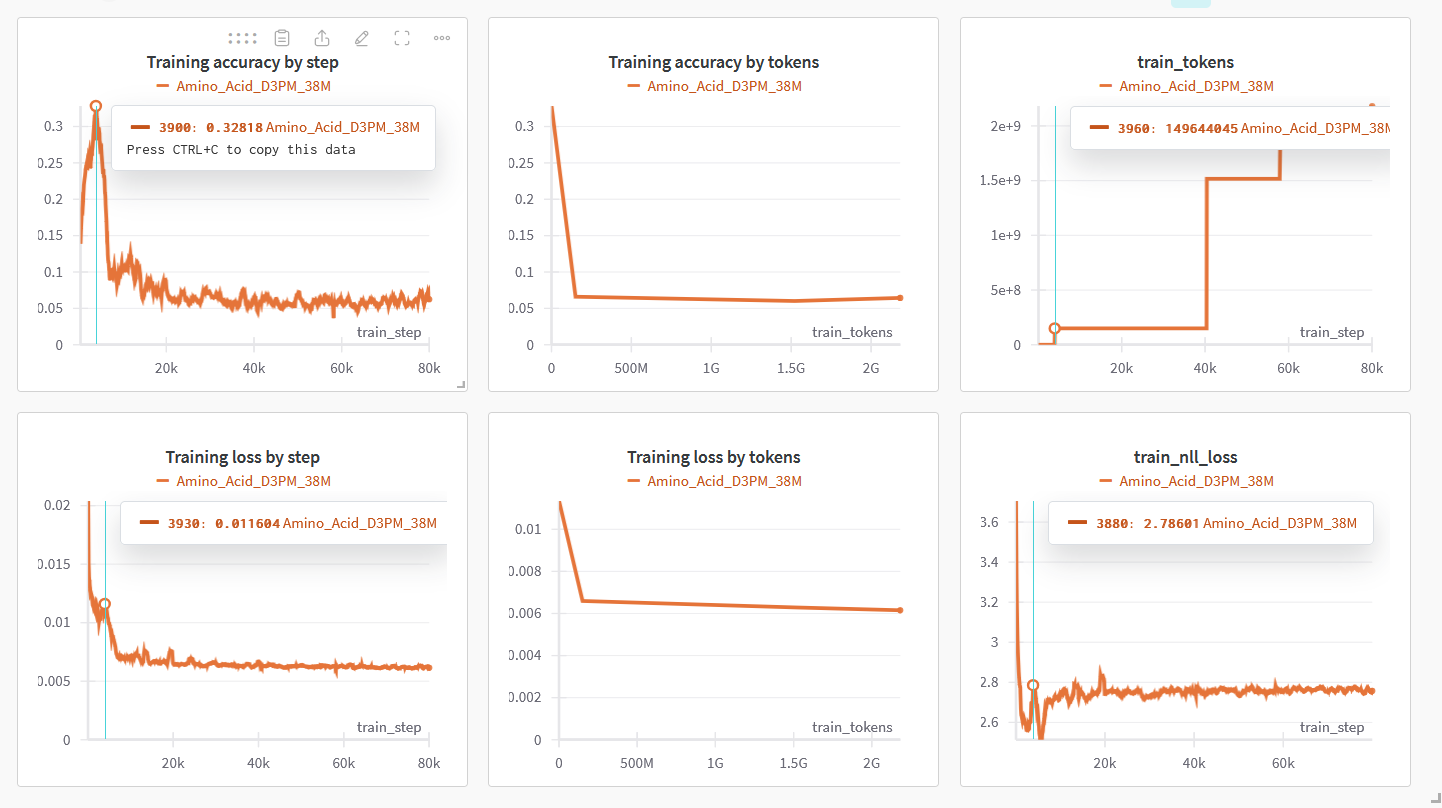 Training accuracy by step
Amino_Acid_D3PM_38M
3900: 0.32818 Amino_Acid_D3PM_38M
Press CTRL+C to copy this data
0.3
0.25
0.2
0.15
0.1
0.05
0
train_step
20k 40k 60k 80k
Training accuracy by tokens
Amino_Acid_D3PM_38M
0.3
0.25
0.2
0.15
0.1
0.05
0
train_tokens
0 500M 1G 1.5G 2G
train_tokens
Amino_Acid_D3PM_38M
3960: 149644045 Amino_Acid_D3PM_38M
2e+9
1.5e+9
1e+9
5e+8
0
train_step
20k 40k 60k 80k
Training loss by step
Amino_Acid_D3PM_38M
3930: 0.011604 Amino_Acid_D3PM_38M
0.02
0.015
0.01
0.005
0
train_step
20k 40k 60k 80k
Training loss by tokens
Amino_Acid_D3PM_38M
0.01
0.008
0.006
0.004
0.002
0
train_tokens
0 500M 1G 1.5G 2G
train_nll_loss
Amino_Acid_D3PM_38M
3880: 2.78601 Amino_Acid_D3PM_38M
3.6
3.4
3.2
3
2.8
2.6
train_step
20k 40k 60k